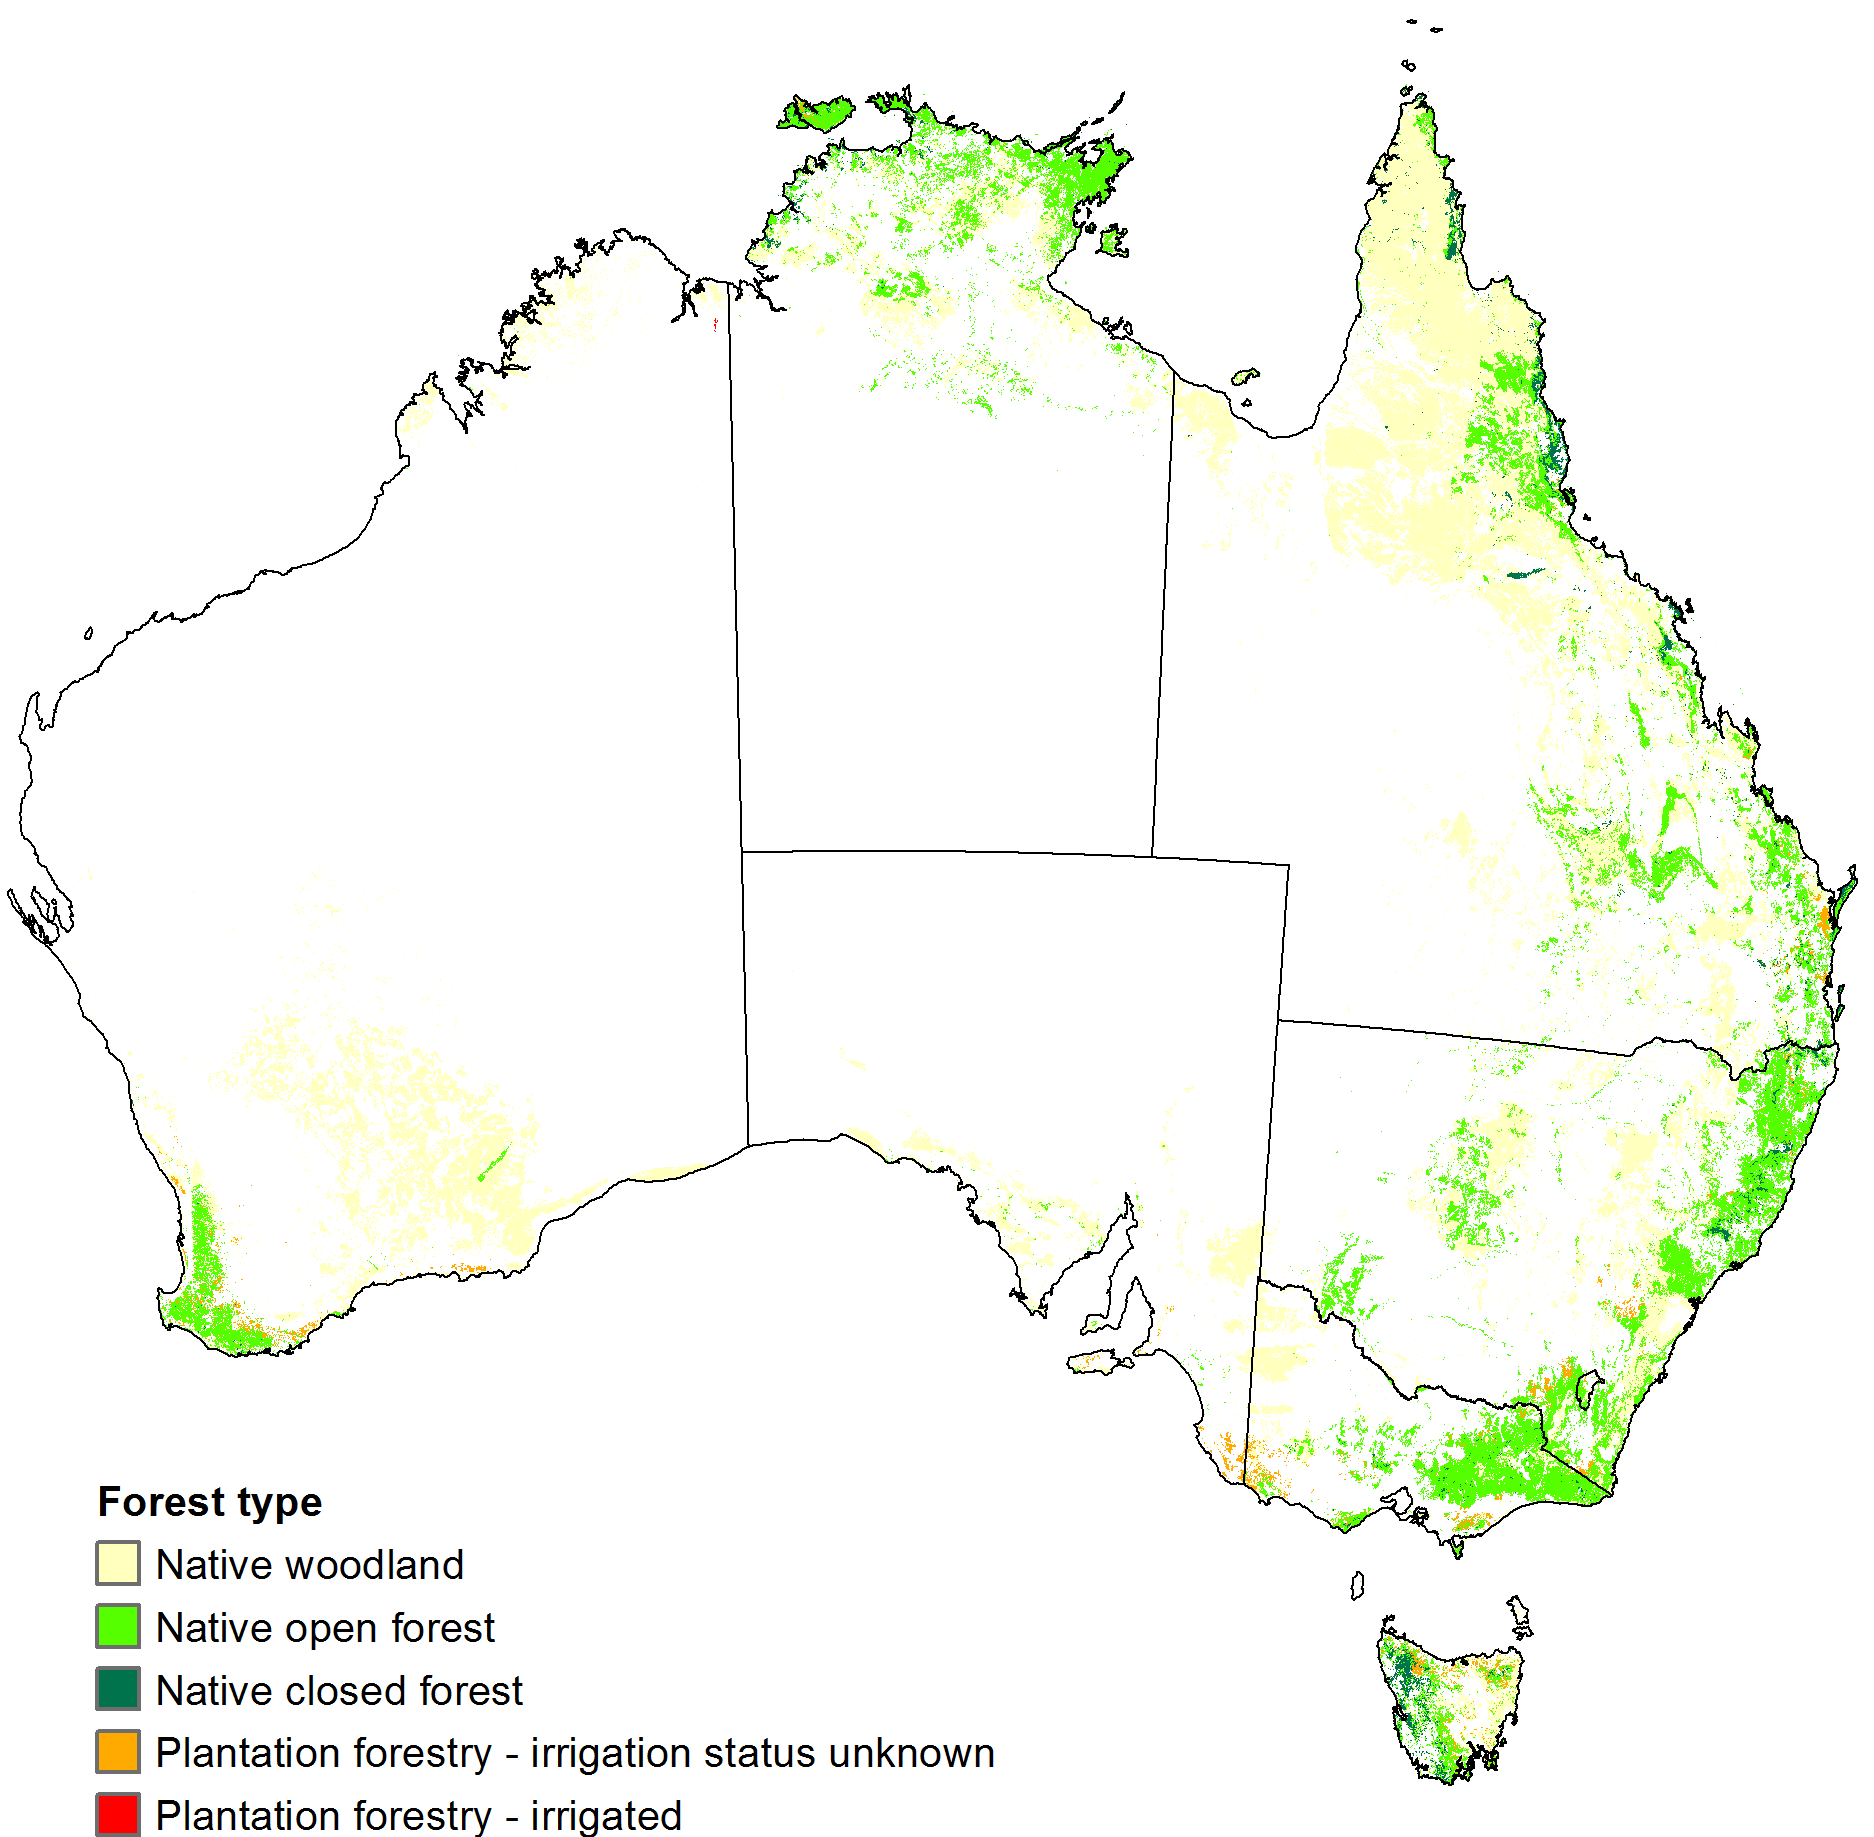 Forest type
Native woodland
Native open forest
Native closed forest
Plantation forestry - irrigation status unknown
Plantation forestry - irrigated